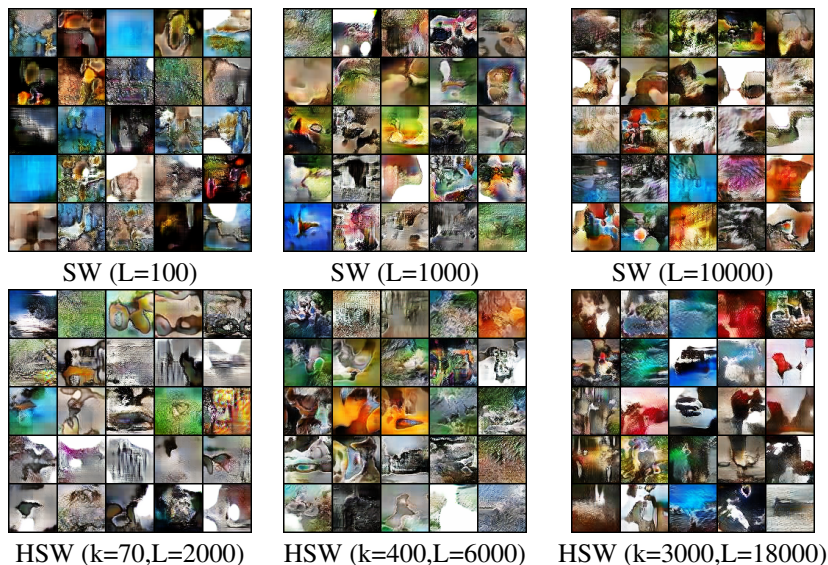 SW (L=100)
SW (L=1000)
SW (L=10000)
HSW (k=70,L=2000)
HSW (k=400,L=6000)
HSW (k=3000,L=18000)